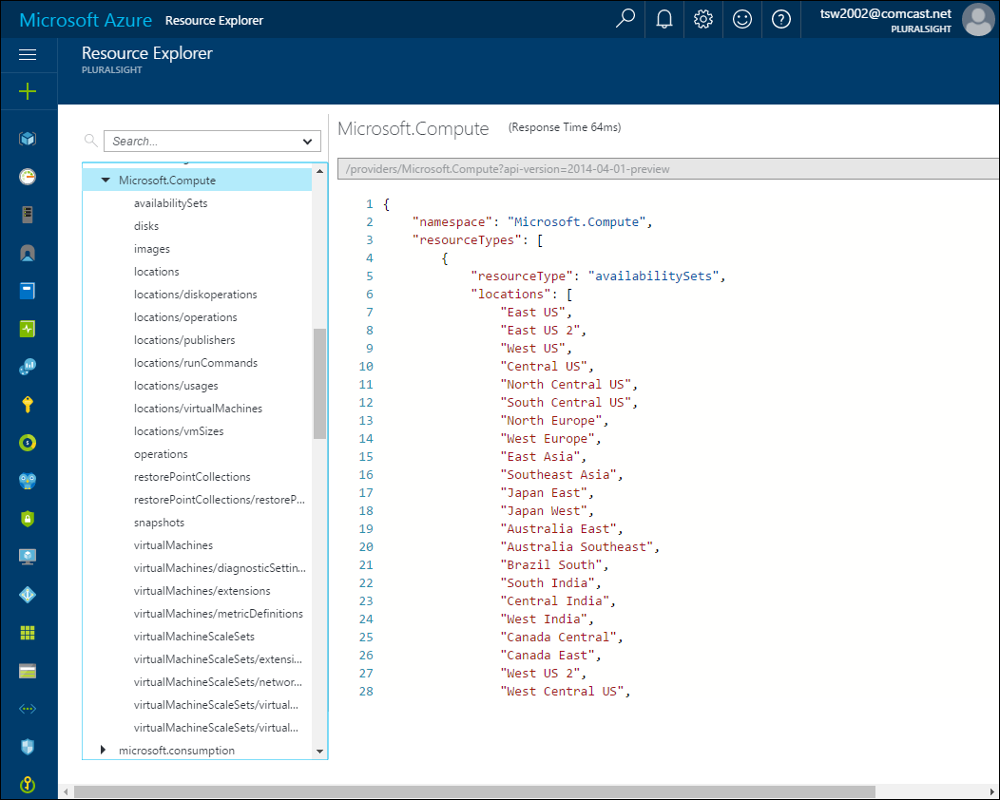 Microsoft Azure Resource Explorer
tsw2002@comcast.net
PLURALSIGHT
Resource Explorer
PLURALSIGHT
Search...
Microsoft.Compute
availabilitySets
disks
images
locations
locations/diskoperations
locations/operations
locations/publishers
locations/runCommands
locations/usages
locations/virtualMachines
locations/vmSizes
operations
restorePointCollections
restorePointCollections/restoreP...
snapshots
virtualMachines
virtualMachines/diagnosticSettin...
virtualMachines/extensions
virtualMachines/metricDefinitions
virtualMachineScaleSets
virtualMachineScaleSets/extensi...
virtualMachineScaleSets/networ...
virtualMachineScaleSets/virtual...
virtualMachineScaleSets/virtual...
microsoft.consumption
Microsoft.Compute (Response Time 64ms)
/providers/Microsoft.Compute?api-version=2014-04-01-preview
1 {
2 "namespace": "Microsoft.Compute",
3 "resourceTypes": [
4 {
5 "resourceType": "availabilitySets",
6 "locations": [
7 "East US",
8 "East US 2",
9 "West US",
10 "Central US",
11 "North Central US",
12 "South Central US",
13 "North Europe",
14 "West Europe",
15 "East Asia",
16 "Southeast Asia",
17 "Japan East",
18 "Japan West",
19 "Australia East",
20 "Australia Southeast",
21 "Brazil South",
22 "South India",
23 "Central India",
24 "West India",
25 "Canada Central",
26 "Canada East",
27 "West US 2",
28 "West Central US",